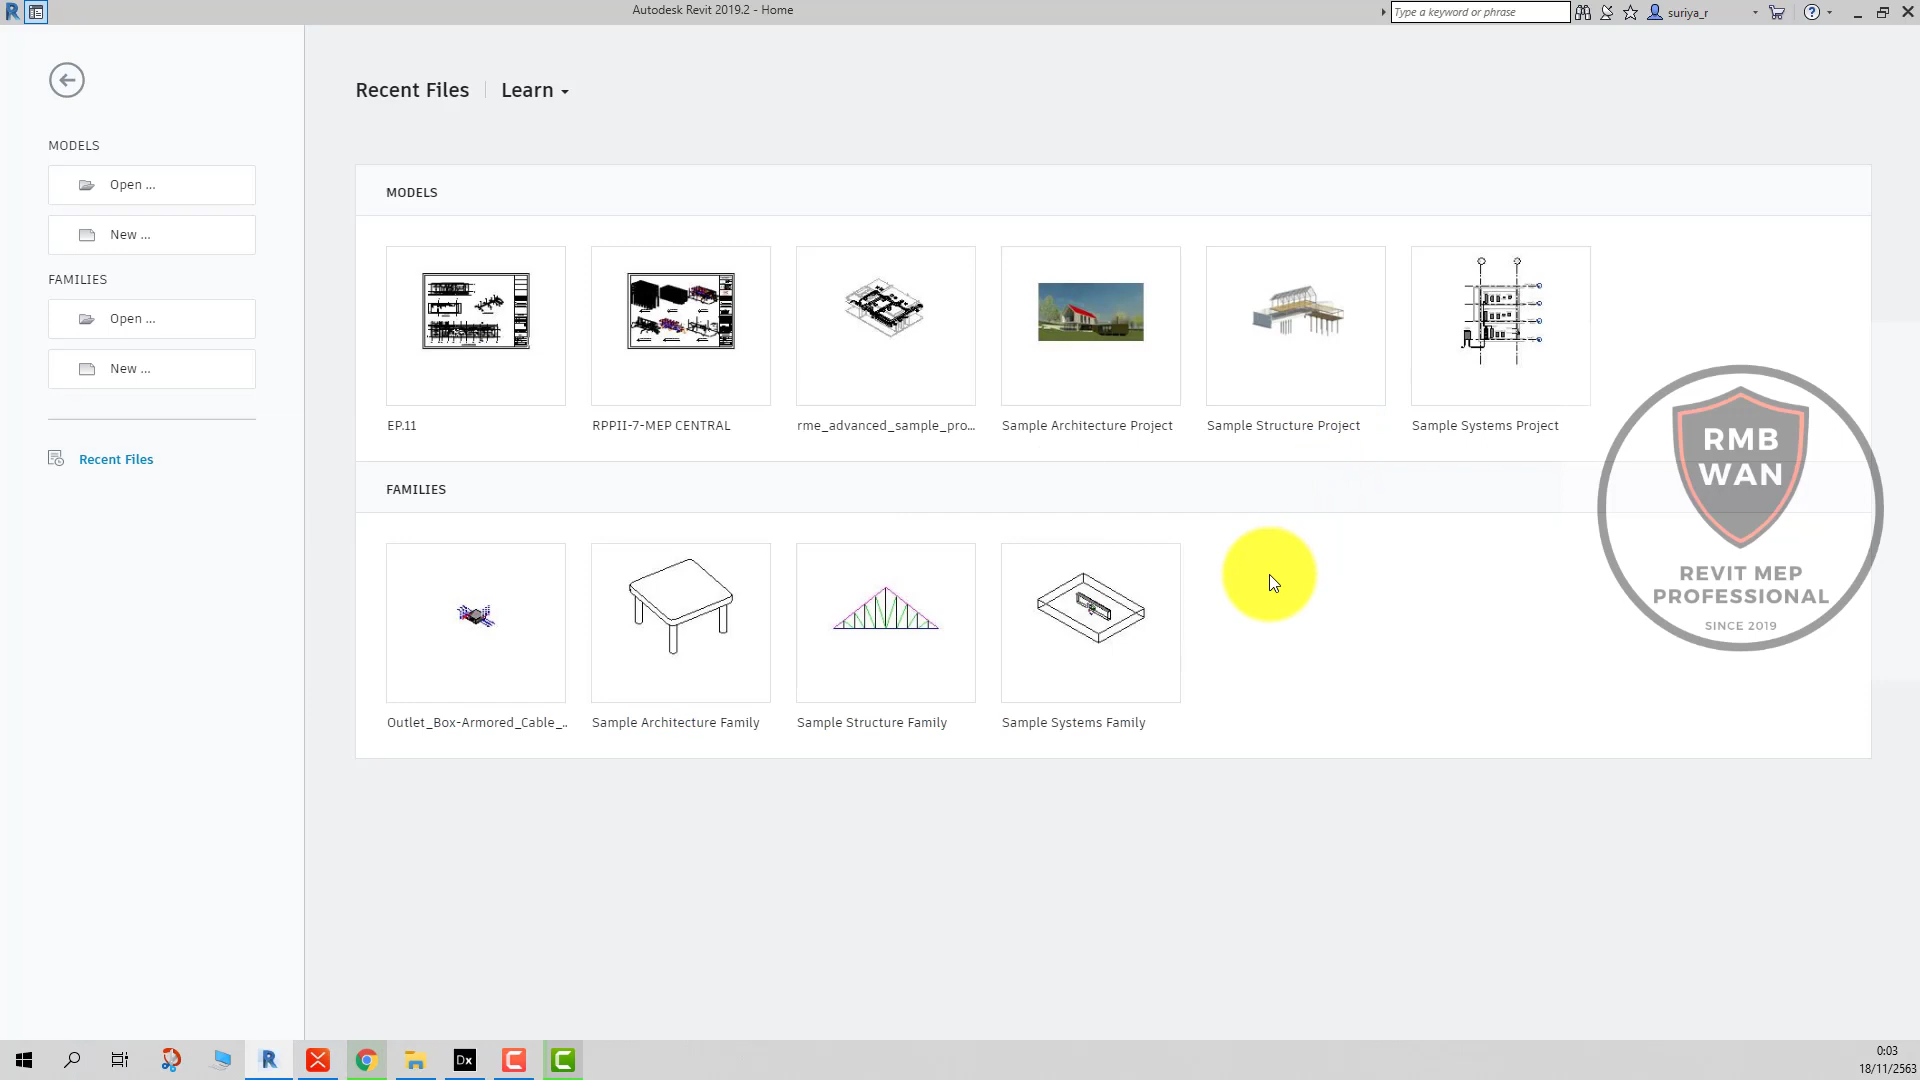 Autodesk Revit 2019.2 - Home
Type a keyword or phrase
suriya_r
Recent Files
Learn
MODELS
Open ...
New ...
FAMILIES
Open ...
New ...
Recent Files
MODELS
EP.11
RPPII-7-MEP CENTRAL
rme_advanced_sample_pro...
Sample Architecture Project
Sample Structure Project
Sample Systems Project
FAMILIES
Outlet_Box-Armored_Cable_..
Sample Architecture Family
Sample Structure Family
Sample Systems Family
RMB
WAN
REVIT MEP
PROFESSIONAL
SINCE 2019
Dx
0:03
18/11/2563